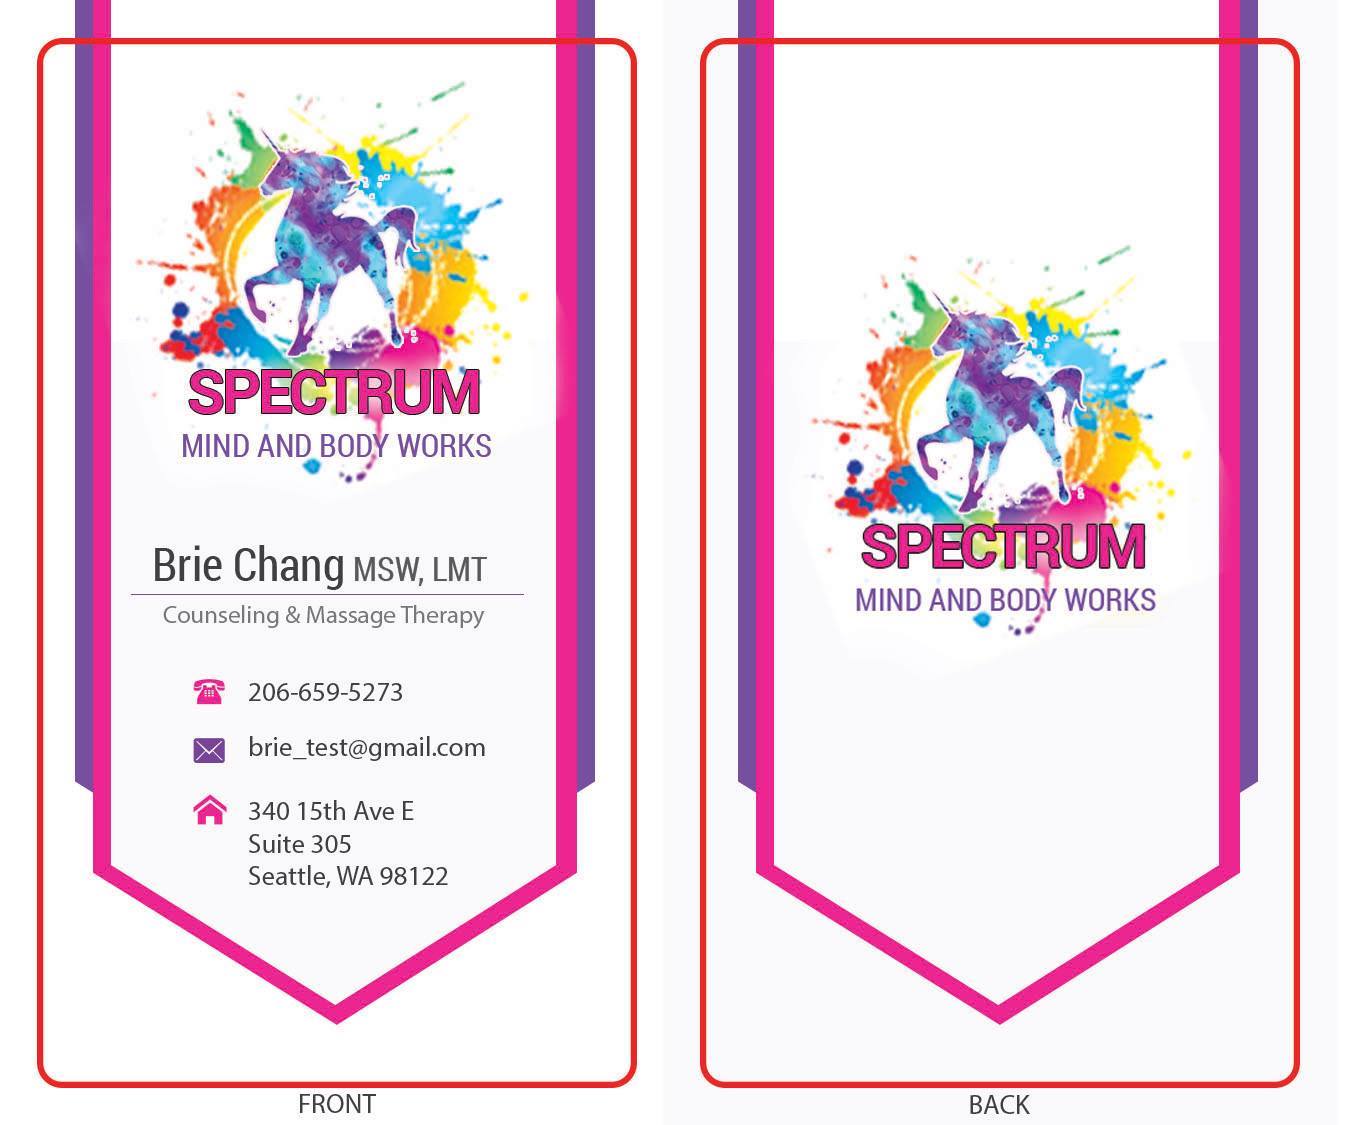 SPECTRUM
MIND AND BODY WORKS
Brie Chang MSW, LMT
Counseling & Massage Therapy
206-659-5273
brie_test@gmail.com
340 15th Ave E
Suite 305
Seattle, WA 98122
FRONT
SPECTRUM
MIND AND BODY WORKS
BACK